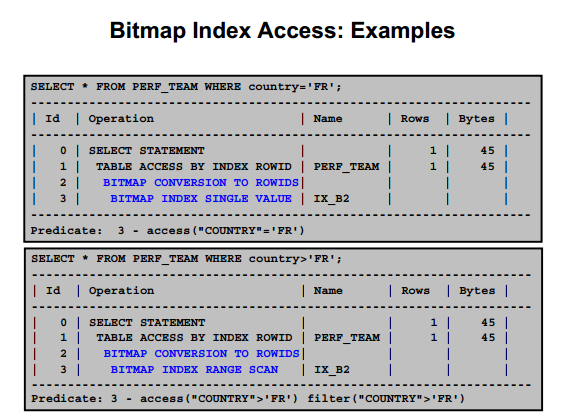 Bitmap Index Access: Examples
SELECT * FROM PERF_TEAM WHERE country='FR';
---------------------------------------------------------------------
| Id | Operation | Name | Rows | Bytes |
---------------------------------------------------------------------
| 0 | SELECT STATEMENT | | 1 | 45 |
| 1 | TABLE ACCESS BY INDEX ROWID | PERF_TEAM | 1 | 45 |
| 2 | BITMAP CONVERSION TO ROWIDS| | | |
| 3 | BITMAP INDEX SINGLE VALUE | IX_B2 | | |
---------------------------------------------------------------------
Predicate: 3 - access("COUNTRY"='FR')
SELECT * FROM PERF_TEAM WHERE country>'FR';
---------------------------------------------------------------------
| Id | Operation | Name | Rows | Bytes |
---------------------------------------------------------------------
| 0 | SELECT STATEMENT | | 1 | 45 |
| 1 | TABLE ACCESS BY INDEX ROWID | PERF_TEAM | 1 | 45 |
| 2 | BITMAP CONVERSION TO ROWIDS| | | |
| 3 | BITMAP INDEX RANGE SCAN | IX_B2 | | |
---------------------------------------------------------------------
Predicate: 3 - access("COUNTRY">'FR') filter("COUNTRY">'FR')